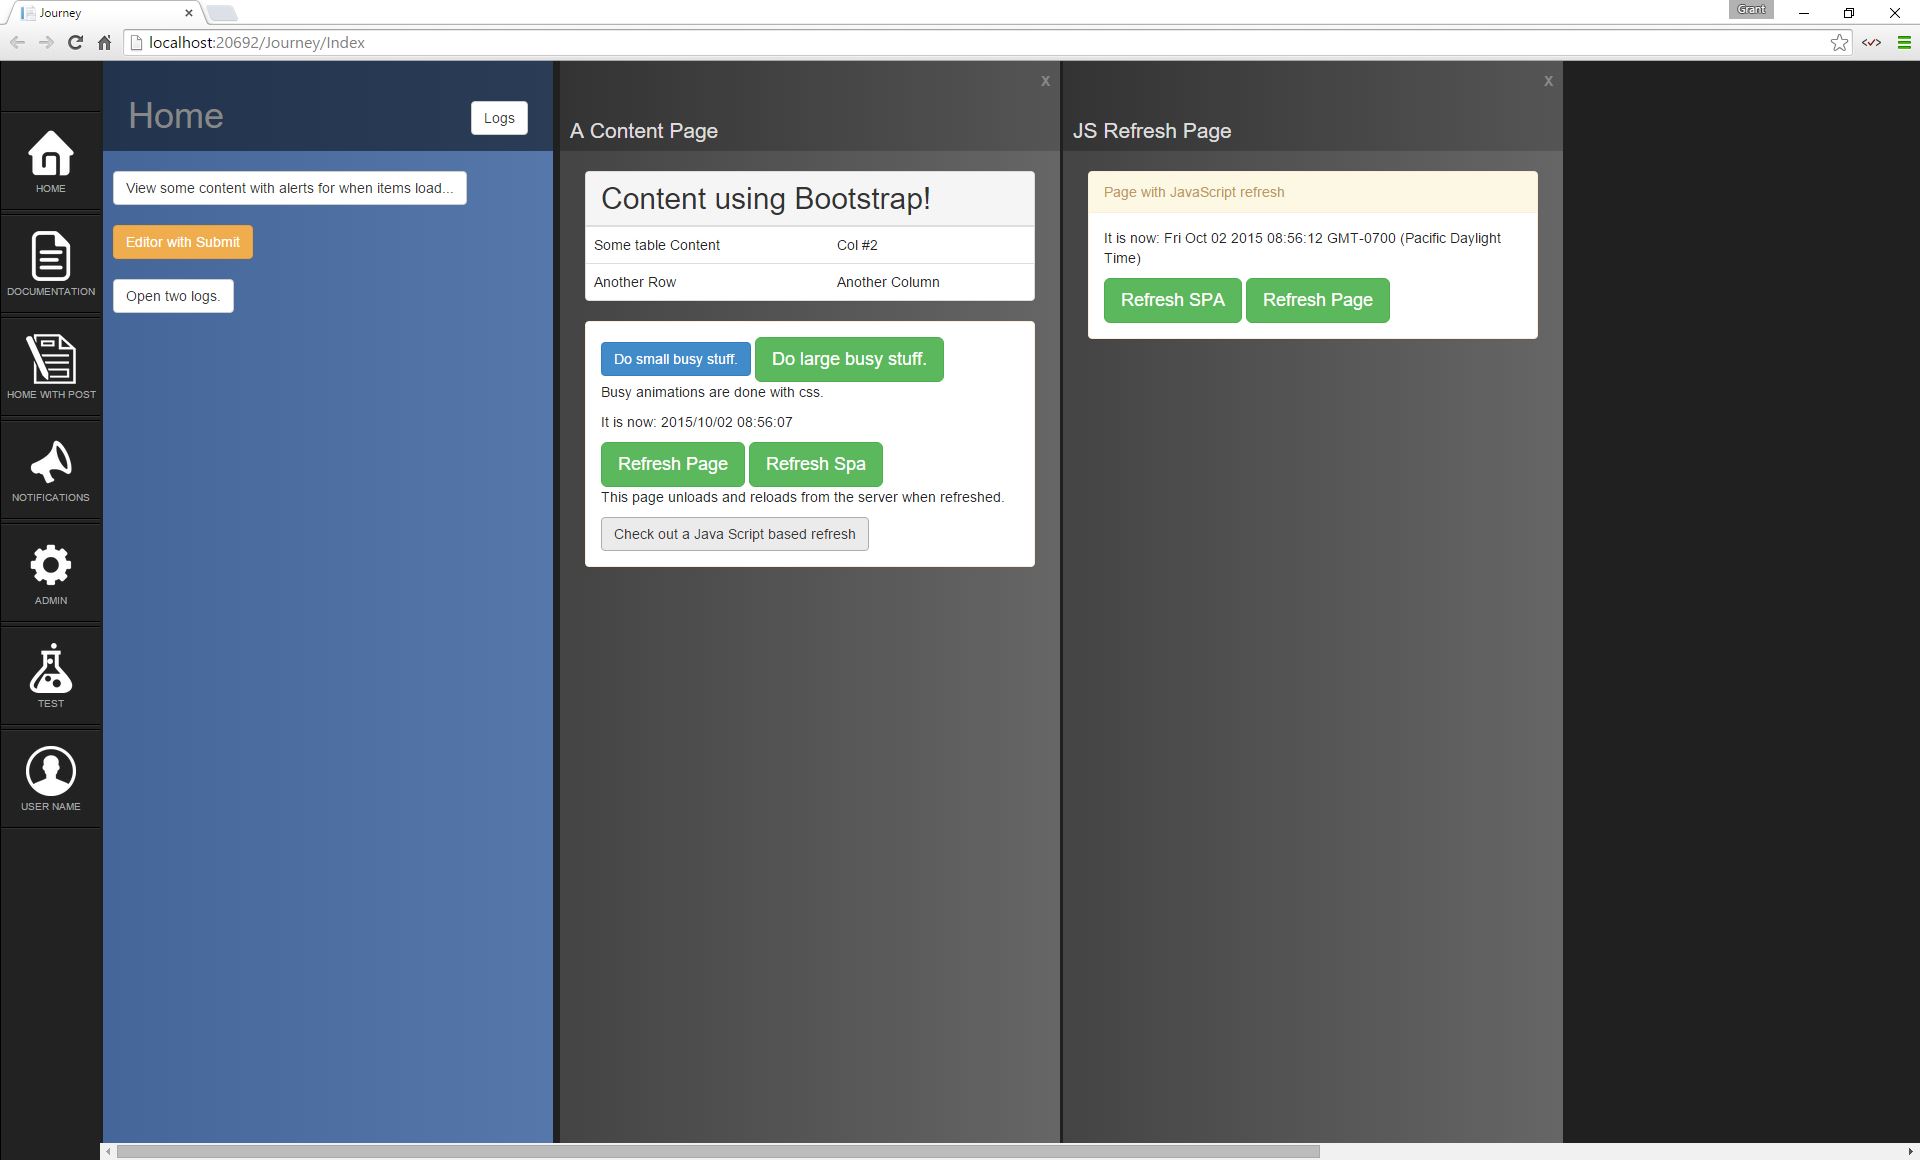 Journey
Grant
localhost:20692/Journey/Index
HOME
DOCUMENTATION
HOME WITH POST
NOTIFICATIONS
ADMIN
TEST
USER NAME
Home
Logs
View some content with alerts for when items load...
Editor with Submit
Open two logs.
x
A Content Page
Content using Bootstrap!
Some table Content Col #2
Another Row Another Column
Do small busy stuff. Do large busy stuff.
Busy animations are done with css.
It is now: 2015/10/02 08:56:07
Refresh Page Refresh Spa
This page unloads and reloads from the server when refreshed.
Check out a Java Script based refresh
x
JS Refresh Page
Page with JavaScript refresh
It is now: Fri Oct 02 2015 08:56:12 GMT-0700 (Pacific Daylight
Time)
Refresh SPA Refresh Page